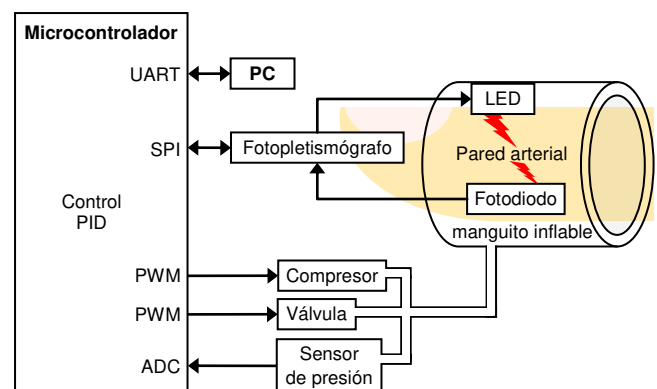 Microcontrolador
UART
PC
LED
SPI
Fotopletismógrafo
Pared arterial
Control
PID
Fotodiodo
manguito inflable
PWM
Compresor
PWM
Válvula
ADC
Sensor
de presión